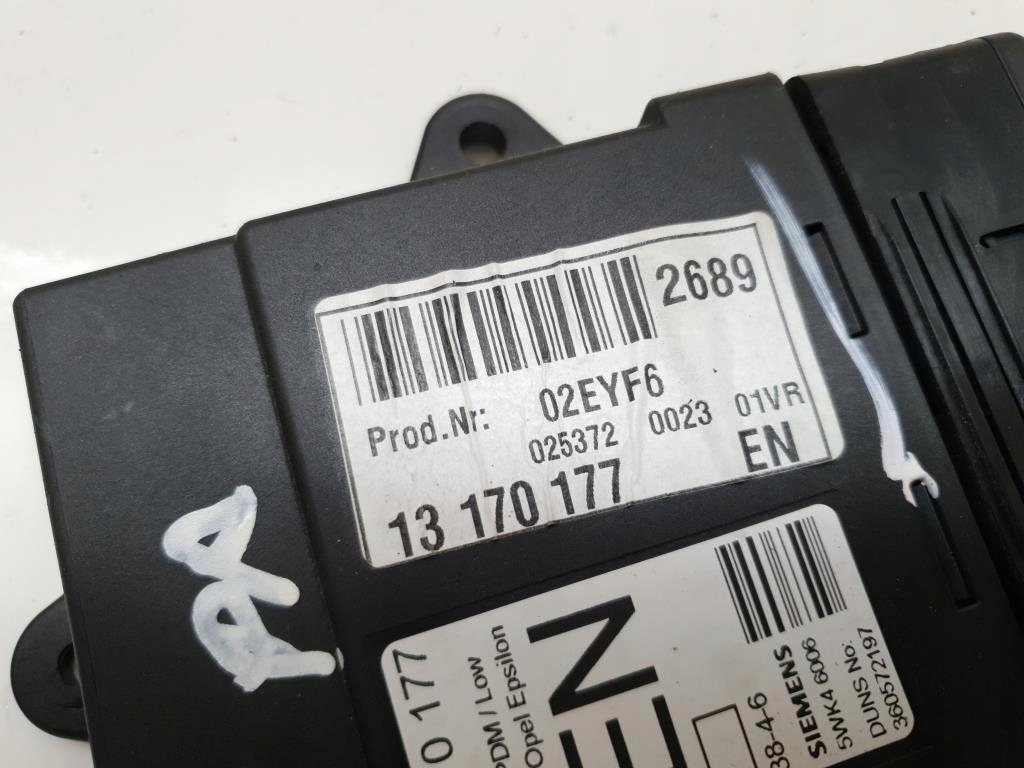 2689
Prod.Nr: 02EYF6
025372 0023 01VR
13 170 177 EN
0 177
PDM / Low
Opel Epsilon
EN
38-4-6
SIEMENS
5WK4 6006
DUNS No:
360572197